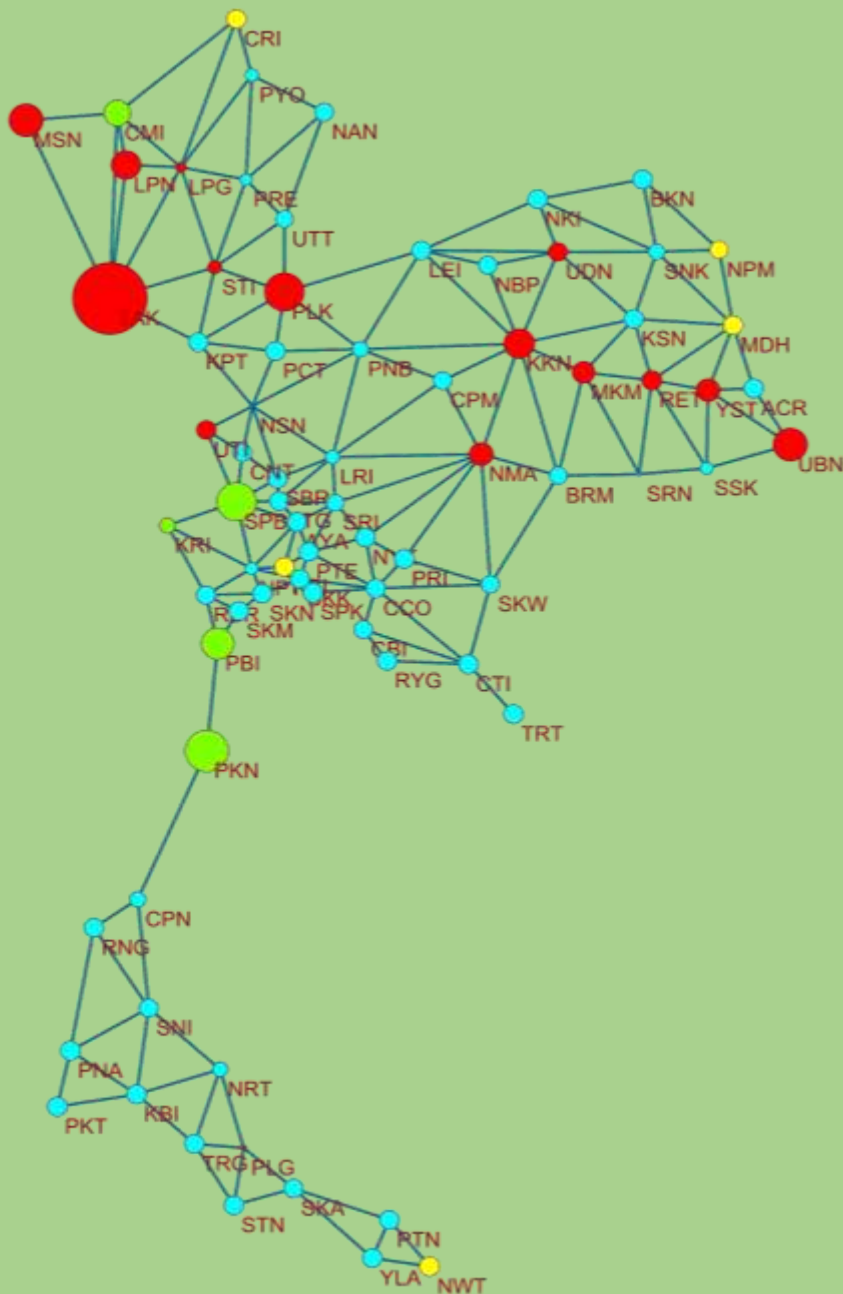 CRI
PYO
MSN
CMI
NAN
LPN
LPG
PRE
BKN
NKI
UTT
LEI
NBP
UDN
SNK
NPM
STI
PLK
KSN
MDH
KPT
PCT
PNB
KKN
CPM
MKM
RET
YST
ACR
NSN
CNT
LRI
NMA
BRM
SRN
SSK
UBN
SPB
SBR
SRI
KRI
AYA
PTE
PRI
SKN
SPK
CCO
SKW
SKM
CBI
PBI
RYG
CTI
TRT
PKN
CPN
RNG
SNI
PNA
NRT
PKT
KBI
TRG
PLG
STN
SKA
PTN
YLA
NWT